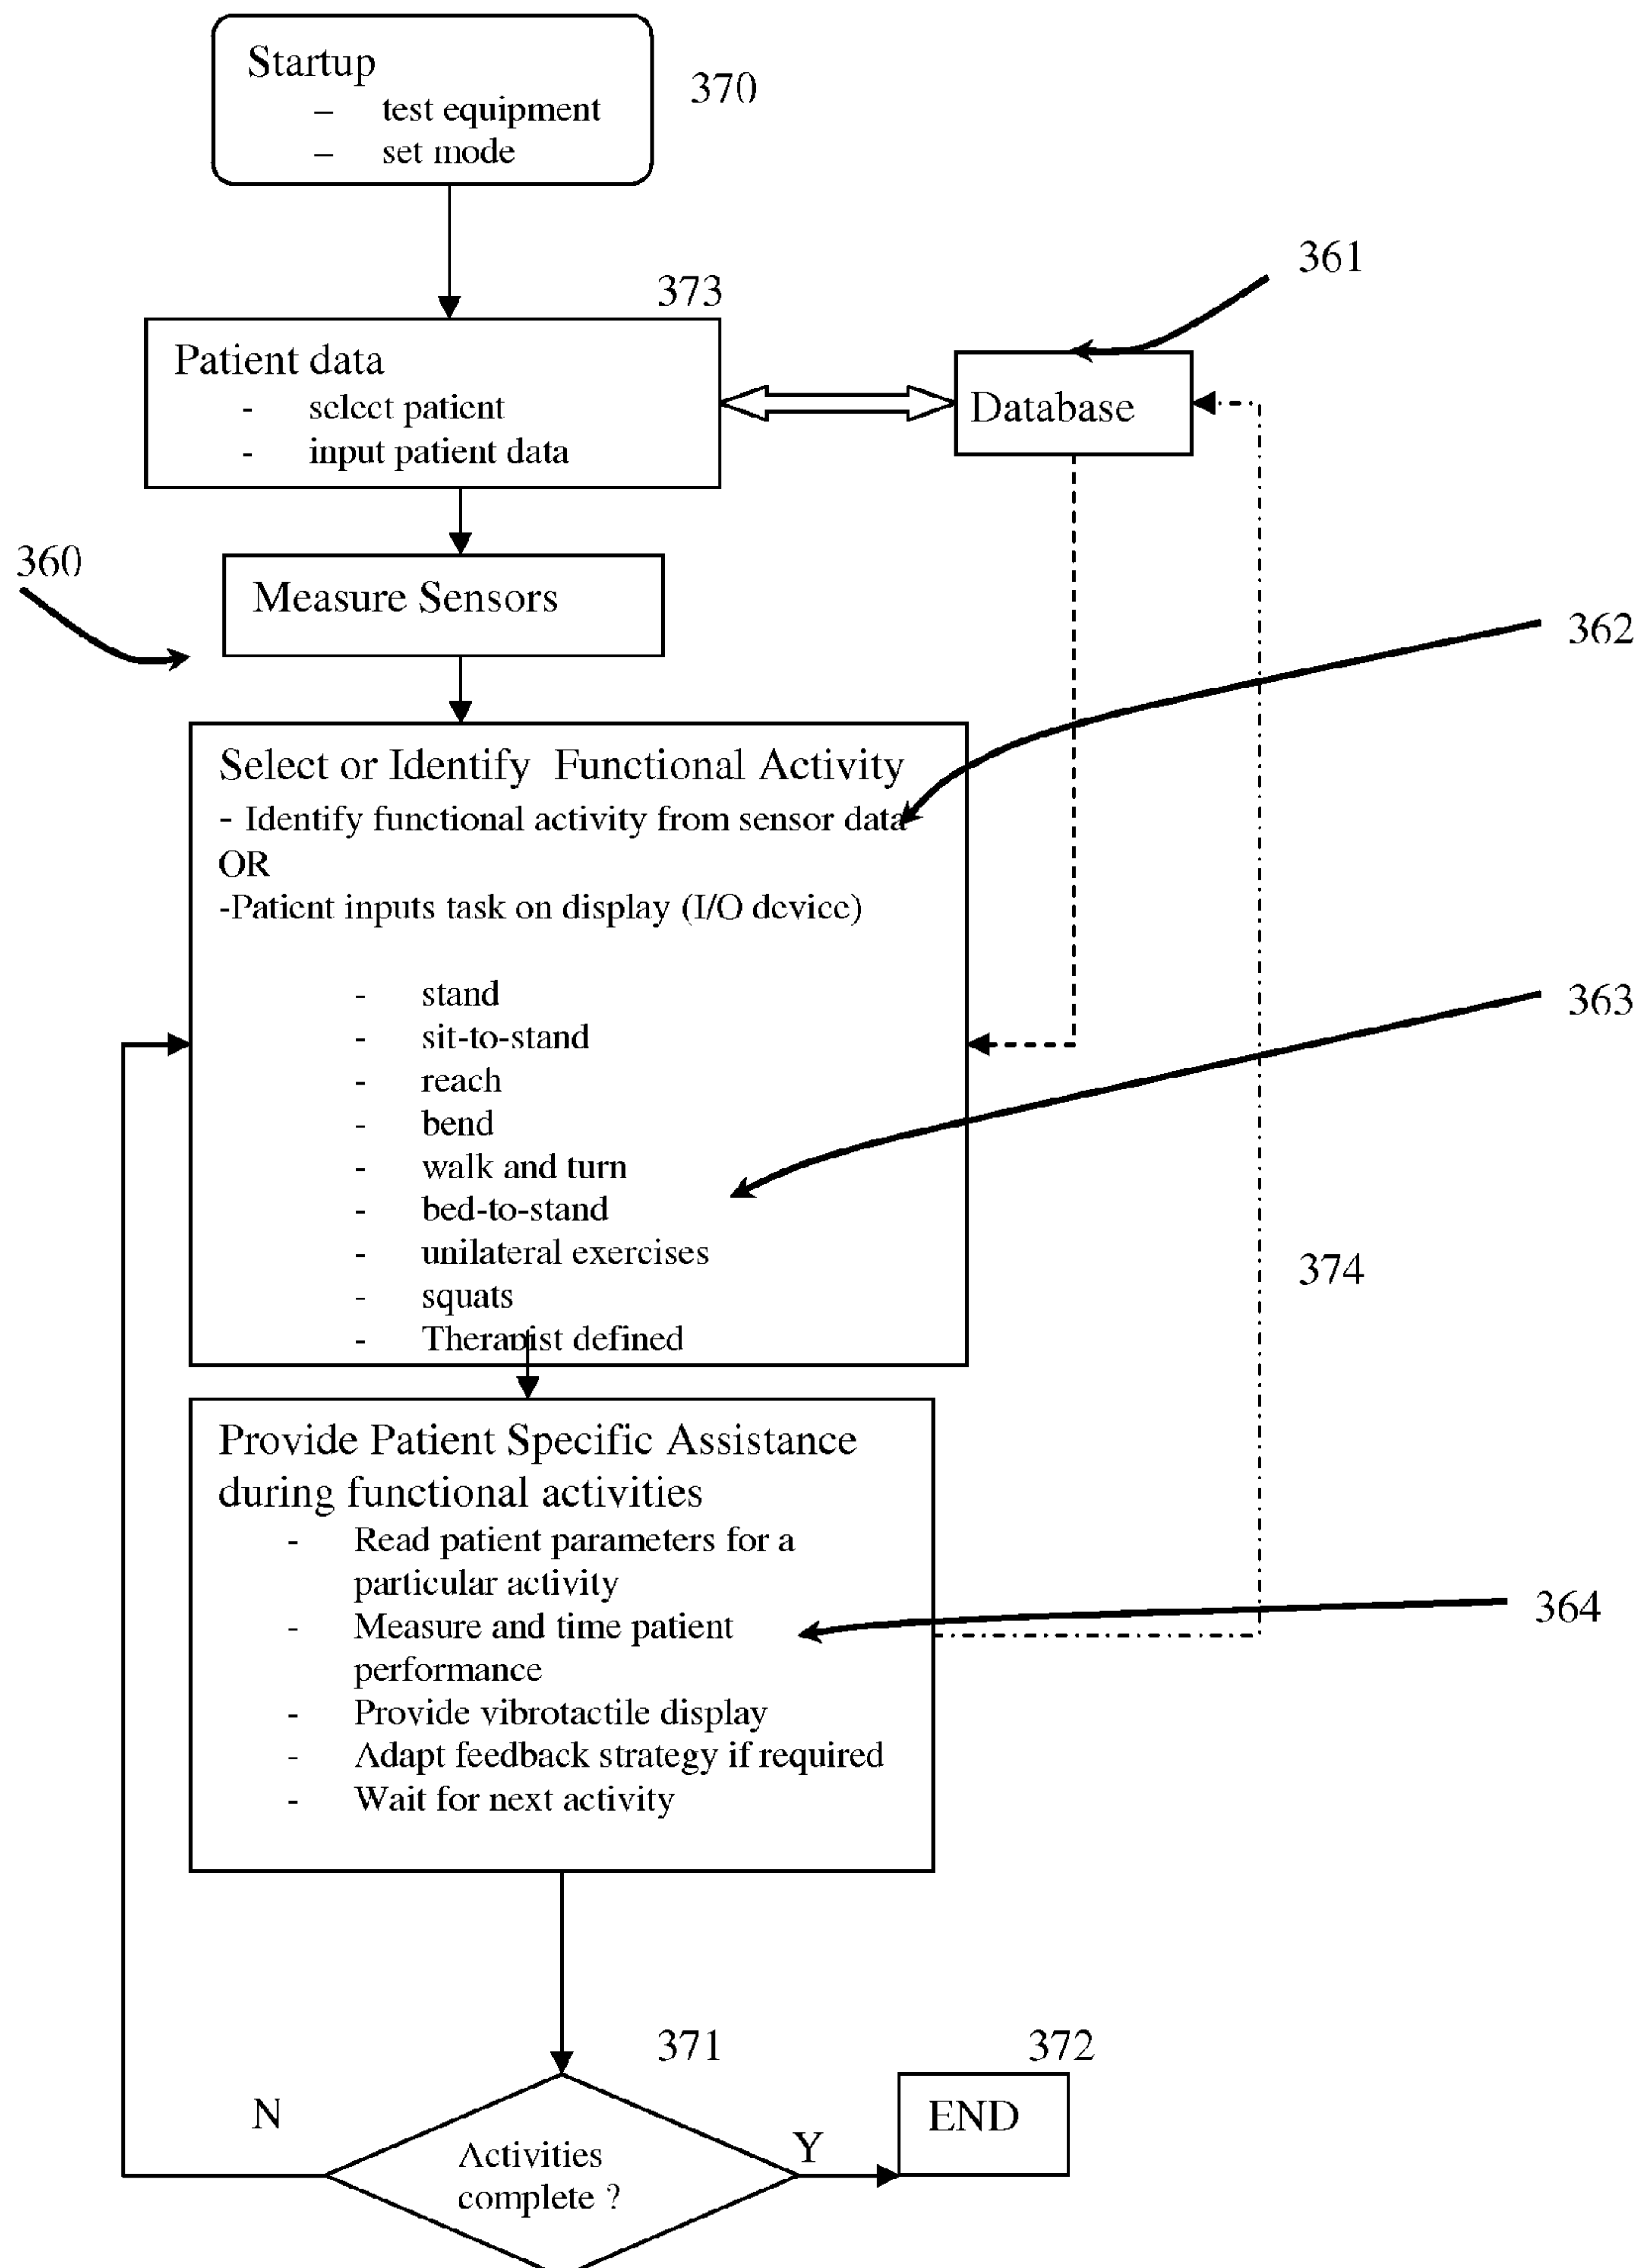 Startup
– test equipment
– set mode
370
361
373
Patient data
- select patient
- input patient data
Database
360
Measure Sensors
362
Select or Identify Functional Activity
- Identify functional activity from sensor data
OR
-Patient inputs task on display (I/O device)
363
- stand
- sit-to-stand
- reach
- bend
- walk and turn
- bed-to-stand
- unilateral exercises
- squats
- Therapist defined
374
Provide Patient Specific Assistance
during functional activities
- Read patient parameters for a
particular activity
- Measure and time patient
performance
- Provide vibrotactile display
- Adapt feedback strategy if required
- Wait for next activity
364
371
372
N
Activities
complete ?
Y
END